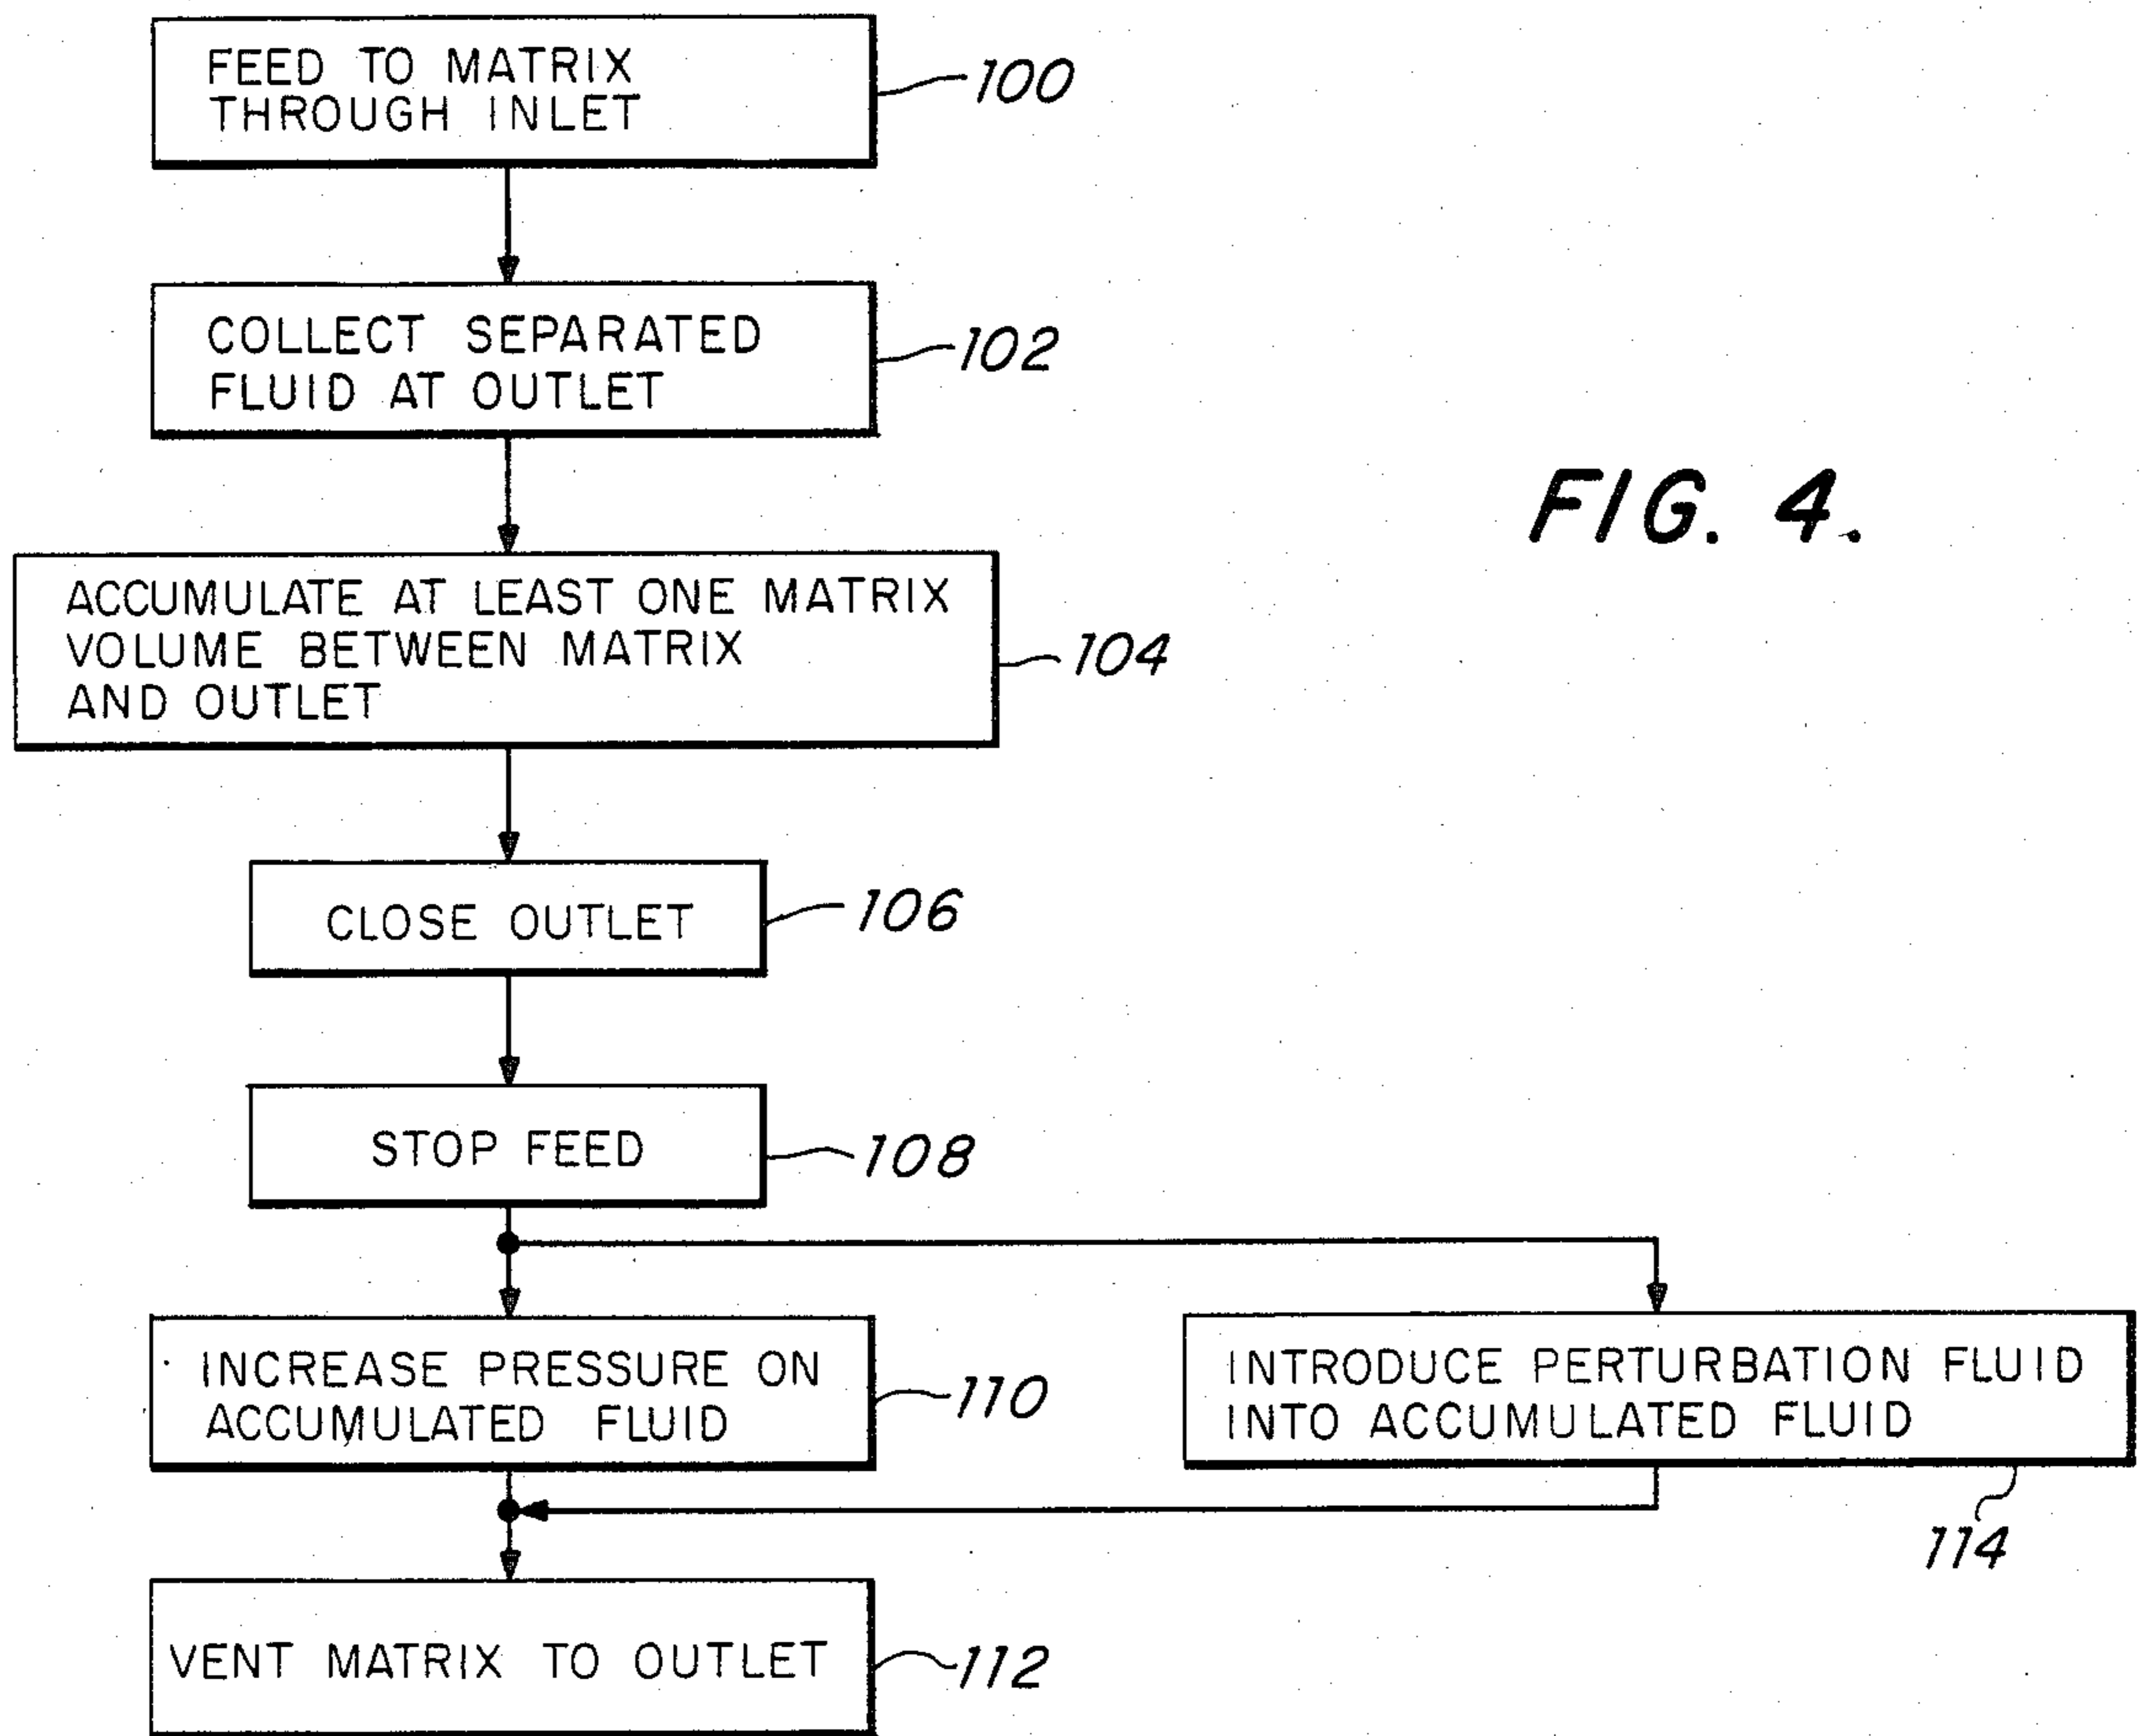 FEED TO MATRIX
THROUGH INLET
100
COLLECT SEPARATED
FLUID AT OUTLET
102
FIG. 4.
ACCUMULATE AT LEAST ONE MATRIX
VOLUME BETWEEN MATRIX
AND OUTLET
104
CLOSE OUTLET
106
STOP FEED
108
INCREASE PRESSURE ON
ACCUMULATED FLUID
110
INTRODUCE PERTURBATION FLUID
INTO ACCUMULATED FLUID
114
VENT MATRIX TO OUTLET
112